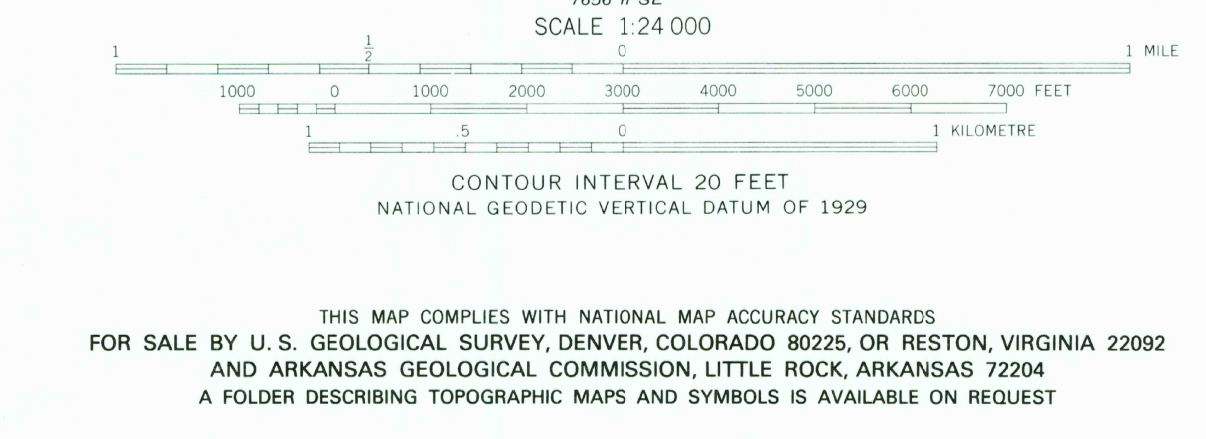 SCALE 1:24 000
1 1/2 0 1 MILE
1000 0 1000 2000 3000 4000 5000 6000 7000 FEET
1 .5 0 1 KILOMETRE
CONTOUR INTERVAL 20 FEET
NATIONAL GEODETIC VERTICAL DATUM OF 1929
THIS MAP COMPLIES WITH NATIONAL MAP ACCURACY STANDARDS
FOR SALE BY U. S. GEOLOGICAL SURVEY, DENVER, COLORADO 80225, OR RESTON, VIRGINIA 22092
AND ARKANSAS GEOLOGICAL COMMISSION, LITTLE ROCK, ARKANSAS 72204
A FOLDER DESCRIBING TOPOGRAPHIC MAPS AND SYMBOLS IS AVAILABLE ON REQUEST